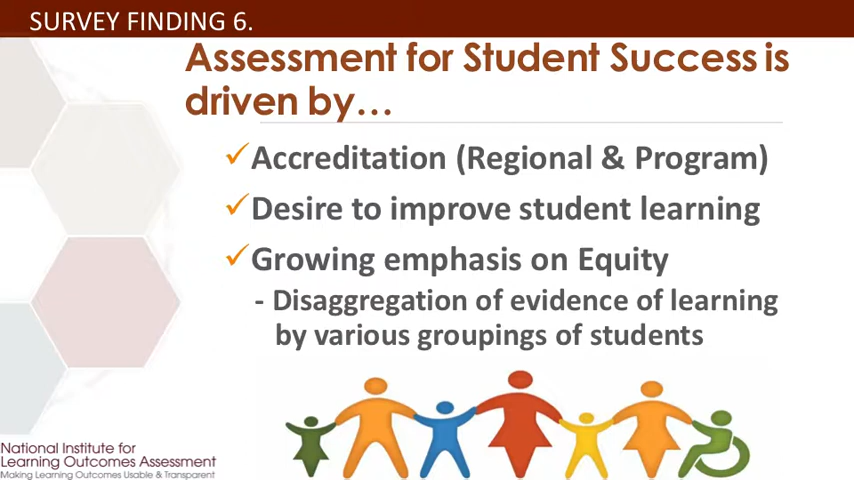 SURVEY FINDING 6.
Assessment for Student Success is
driven by...
✓Accreditation (Regional & Program)
✓Desire to improve student learning
✓Growing emphasis on Equity
- Disaggregation of evidence of learning
by various groupings of students
National Institute for
Learning Outcomes Assessment
Making Learning Outcomes Usable & Transparent